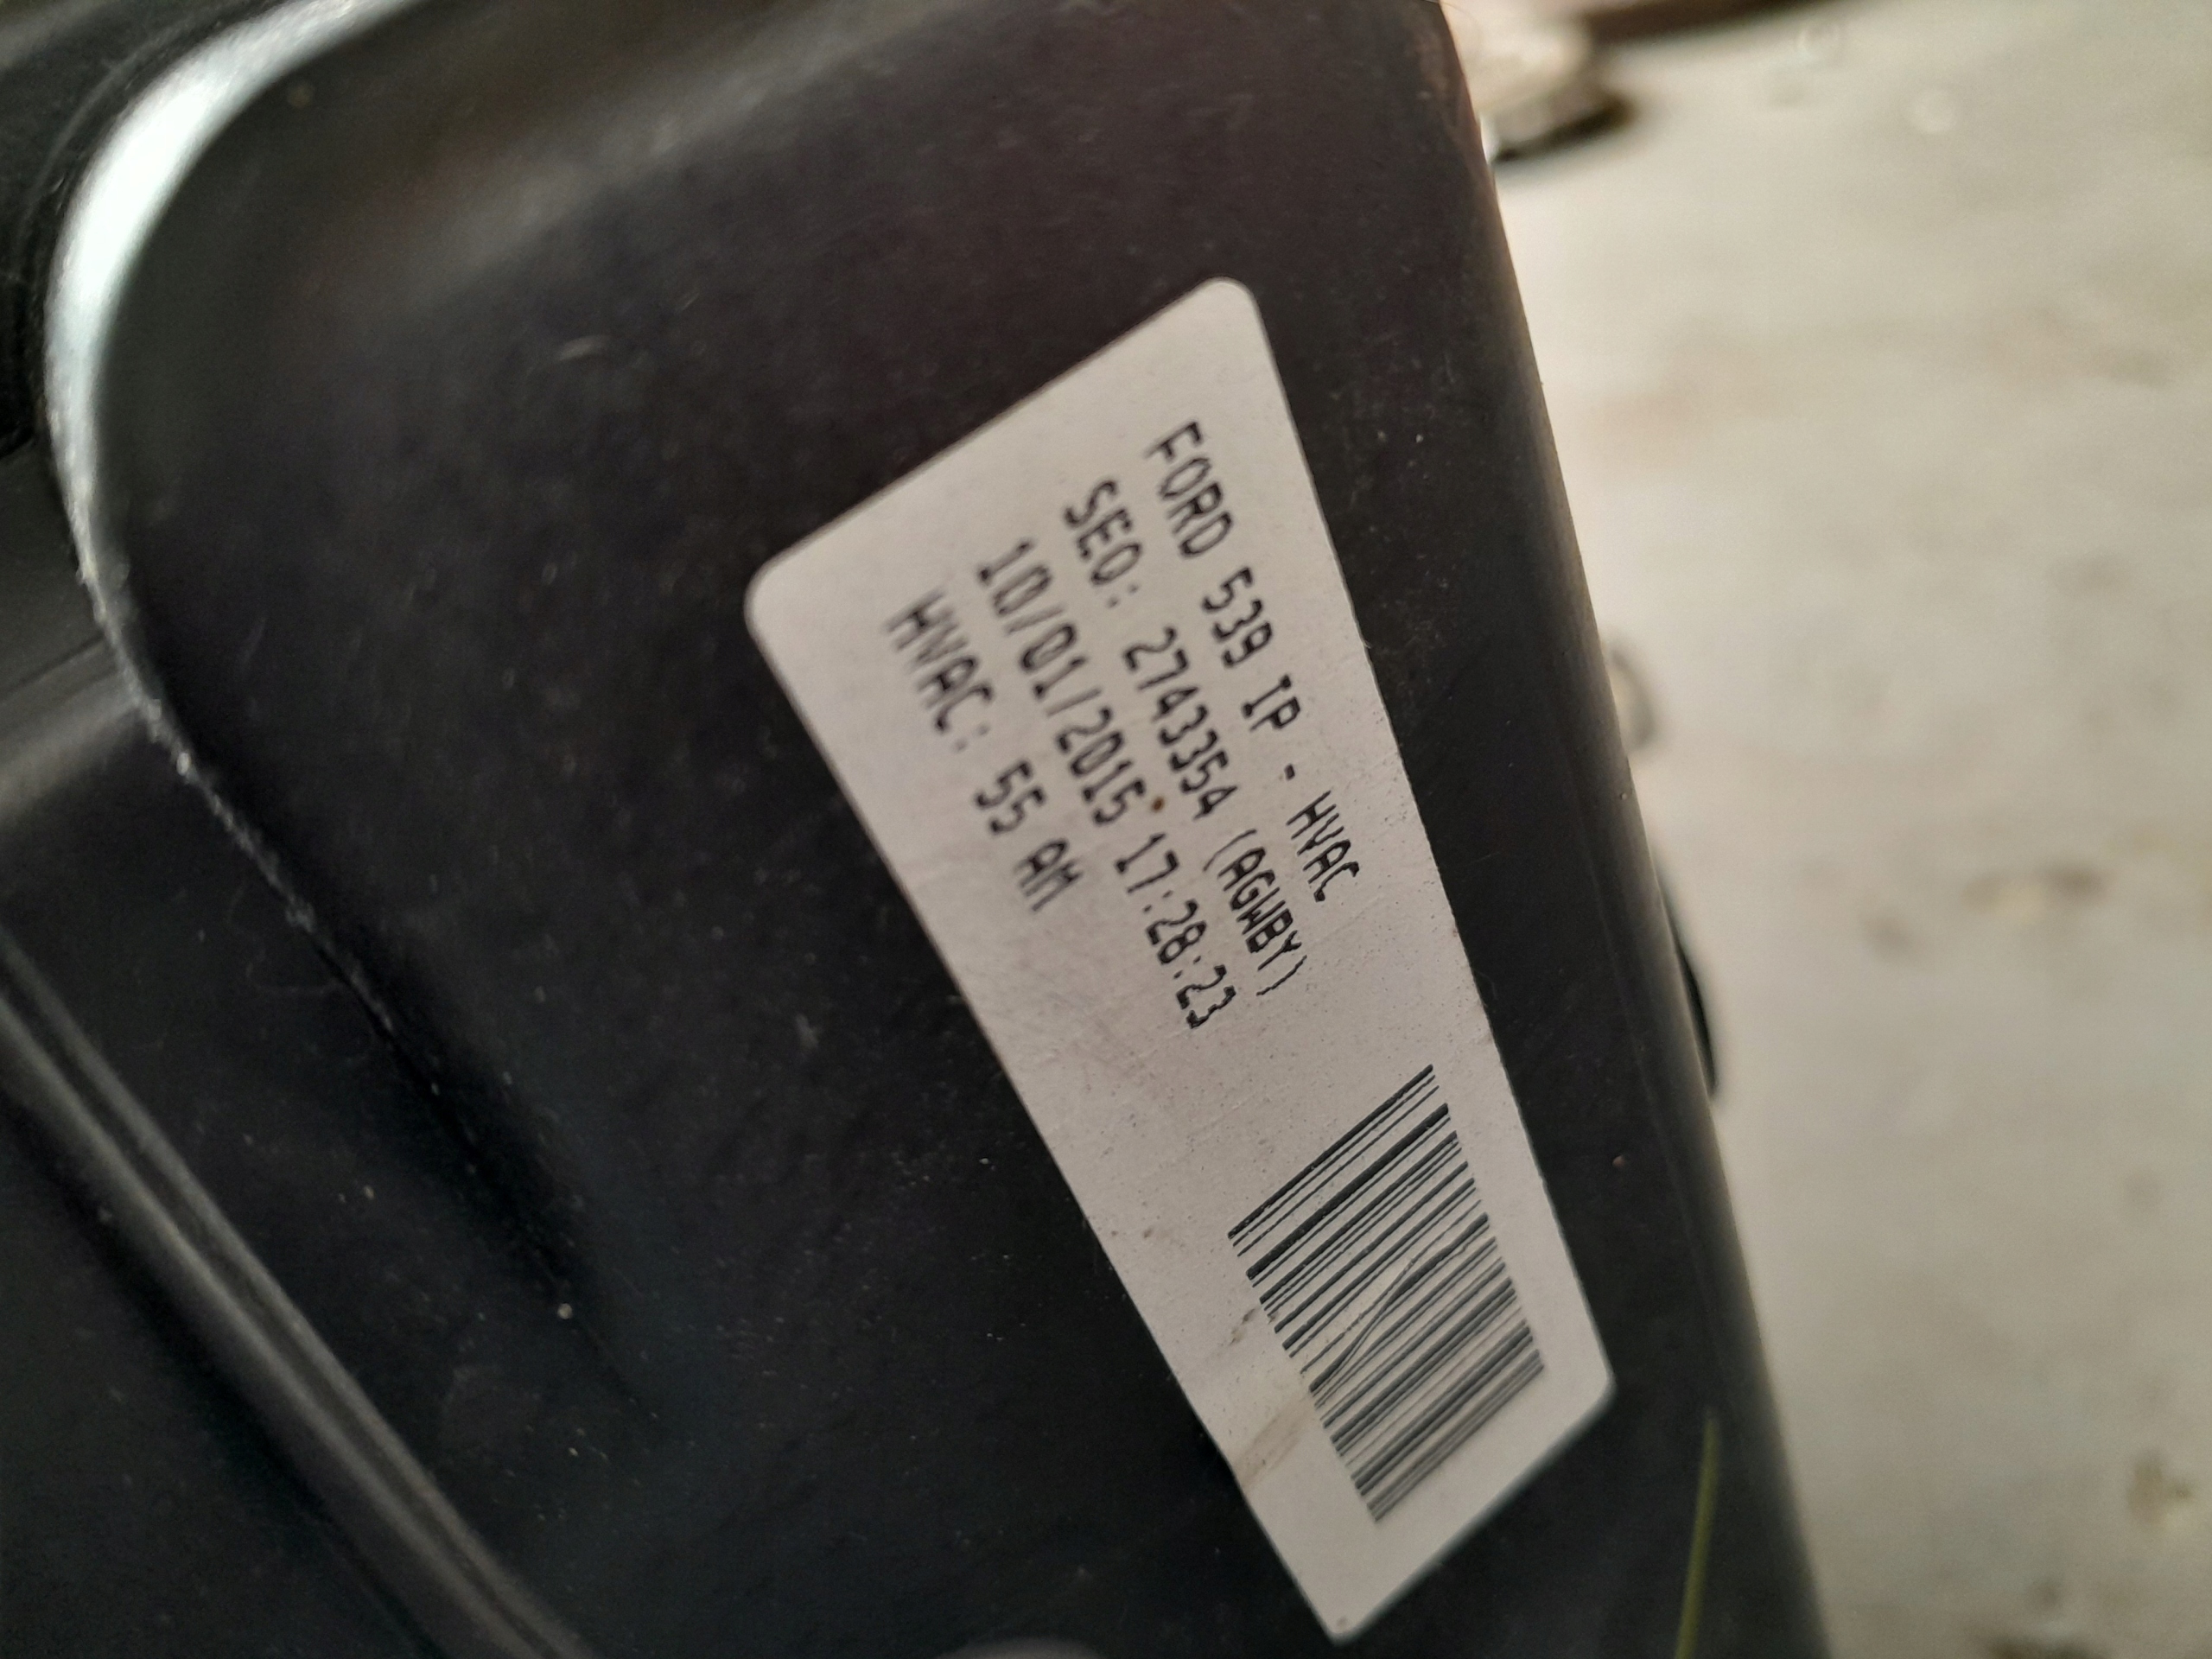 FORD 539 IP - HVAC
SEQ: 2743354 (AGWBY)
10/01/2015 17:28:23
HVAC: 55 AM